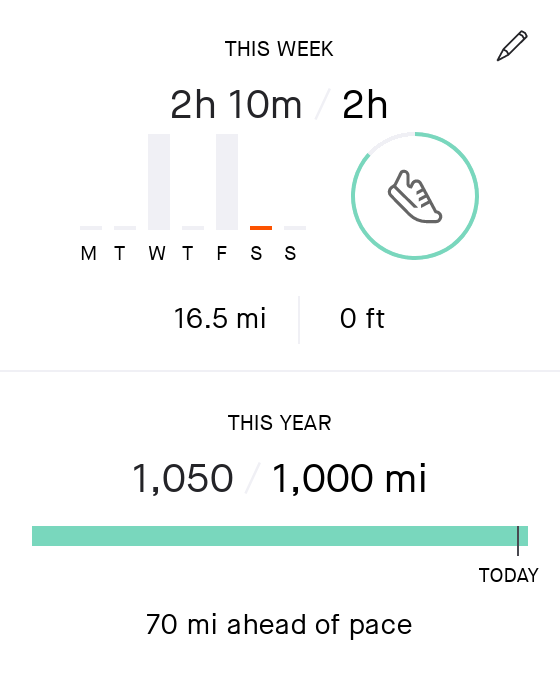 THIS WEEK
2h 10m / 2h
M T W T F S S
16.5 mi 0 ft
THIS YEAR
1,050 / 1,000 mi
TODAY
70 mi ahead of pace